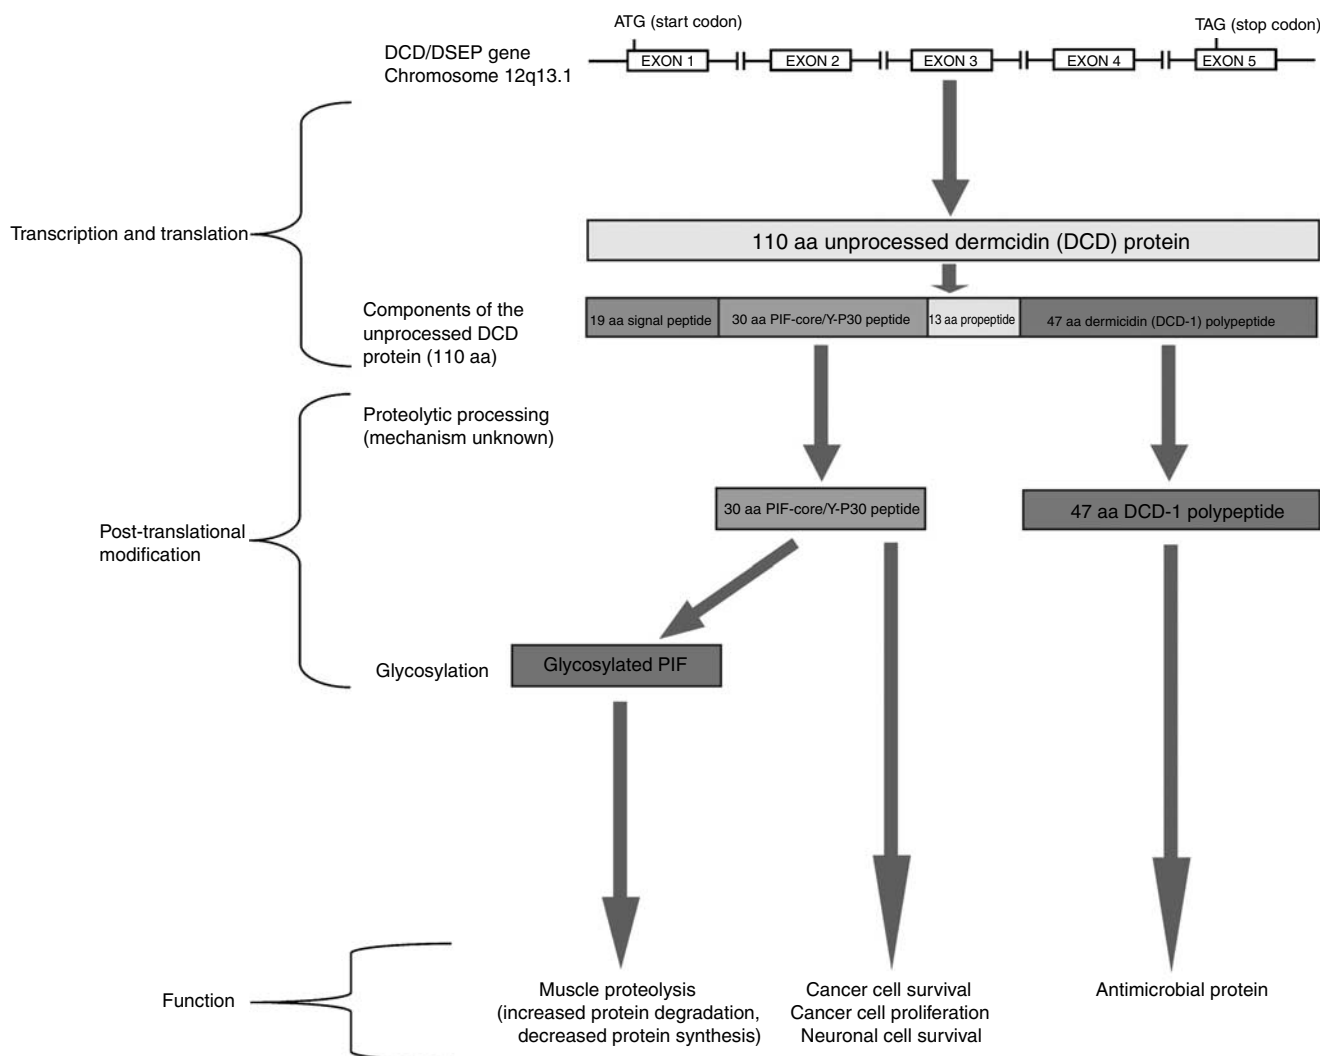 ATG (start codon)
TAG (stop codon)
DCD/DSEP gene
Chromosome 12q13.1
EXON 1
EXON 2
EXON 3
EXON 4
EXON 5
Transcription and translation
110 aa unprocessed dermcidin (DCD) protein
Components of the
unprocessed DCD
protein (110 aa)
19 aa signal peptide
30 aa PIF-core/Y-P30 peptide
13 aa propeptide
47 aa dermicidin (DCD-1) polypeptide
Proteolytic processing
(mechanism unknown)
Post-translational
modification
30 aa PIF-core/Y-P30 peptide
47 aa DCD-1 polypeptide
Glycosylation
Glycosylated PIF
Function
Muscle proteolysis
(increased protein degradation,
decreased protein synthesis)
Cancer cell survival
Cancer cell proliferation
Neuronal cell survival
Antimicrobial protein